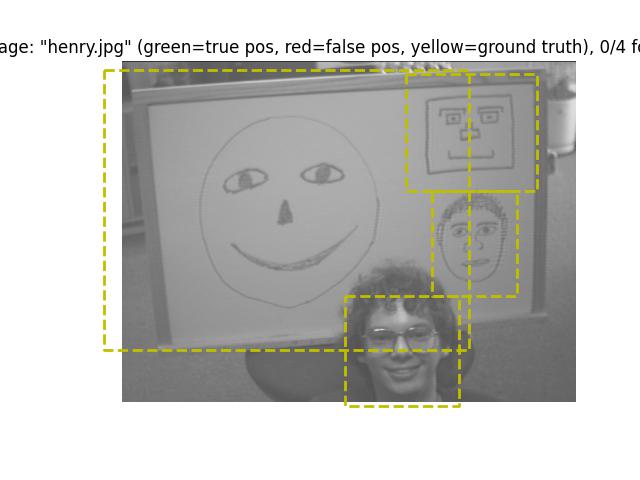 age: "henry.jpg" (green=true pos, red=false pos, yellow=ground truth), 0/4 fo